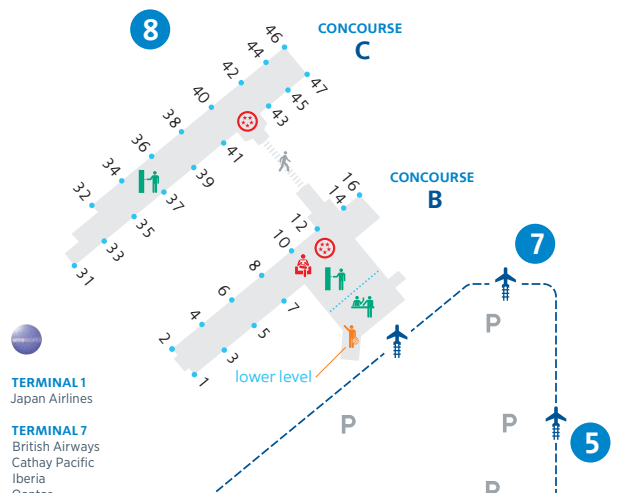 8
CONCOURSE
C
46
44
42
47
45
40
43
38
41
36
39
34
37
32
35
33
31
CONCOURSE
B
16
14
12
10
8
7
6
7
4
5
2
3
1
lower level
P
P
P
5
P
oneworld
TERMINAL 1
Japan Airlines
TERMINAL 7
British Airways
Cathay Pacific
Iberia
Qantas